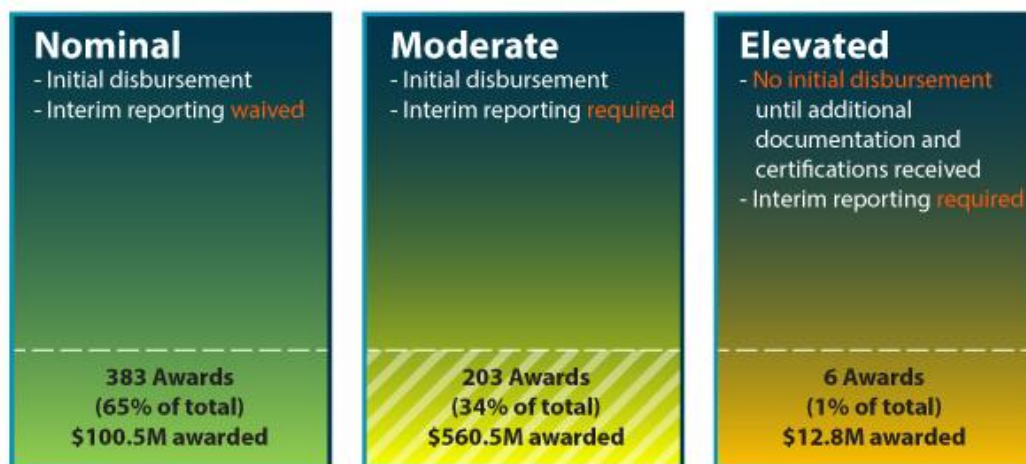 Nominal
- Initial disbursement
- Interim reporting waived
383 Awards
(65% of total)
$100.5M awarded
Moderate
- Initial disbursement
- Interim reporting required
203 Awards
(34% of total)
$560.5M awarded
Elevated
- No initial disbursement
until additional
documentation and
certifications received
- Interim reporting required
6 Awards
(1% of total)
$12.8M awarded